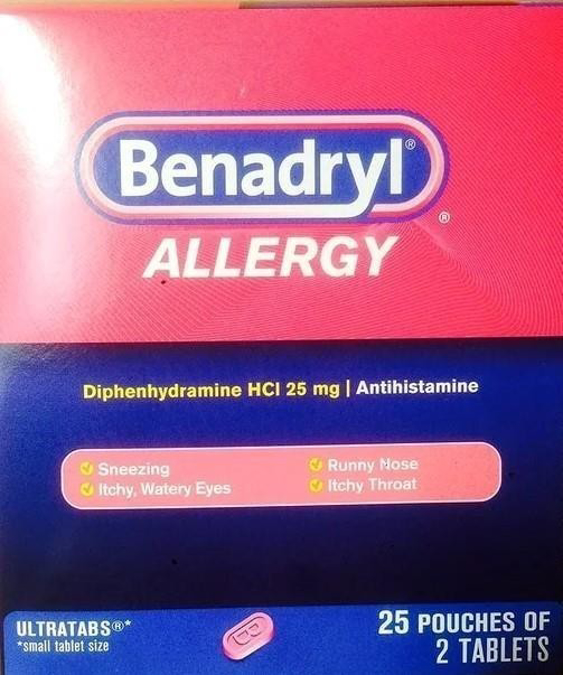 Benadryl®
®
ALLERGY
Diphenhydramine HCl 25 mg | Antihistamine
Sneezing
Runny Nose
Itchy, Watery Eyes
Itchy Throat
ULTRATABS®*
*small tablet size
25 POUCHES OF
2 TABLETS